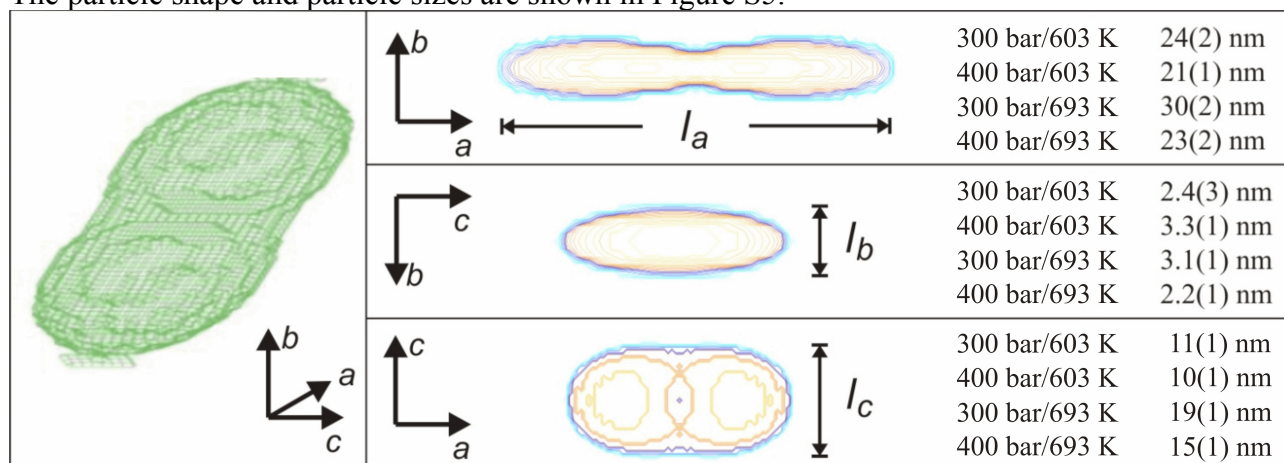 The particle shape and particle sizes are shown in Figure S5.
b
a
l_a
300 bar/603 K 24(2) nm
400 bar/603 K 21(1) nm
300 bar/693 K 30(2) nm
400 bar/693 K 23(2) nm
c
b
l_b
300 bar/603 K 2.4(3) nm
400 bar/603 K 3.3(1) nm
300 bar/693 K 3.1(1) nm
400 bar/693 K 2.2(1) nm
b
a
c
c
a
l_c
300 bar/603 K 11(1) nm
400 bar/603 K 10(1) nm
300 bar/693 K 19(1) nm
400 bar/693 K 15(1) nm